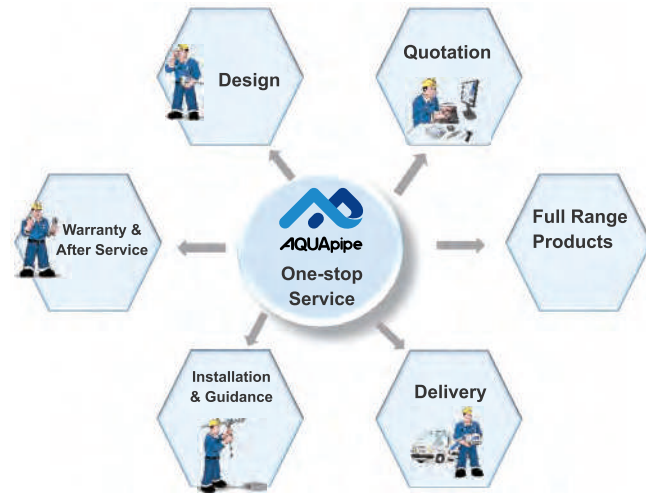 Design
Quotation
Warranty &
After Service
AQUApipe
One-stop
Service
Full Range
Products
Installation
& Guidance
Delivery